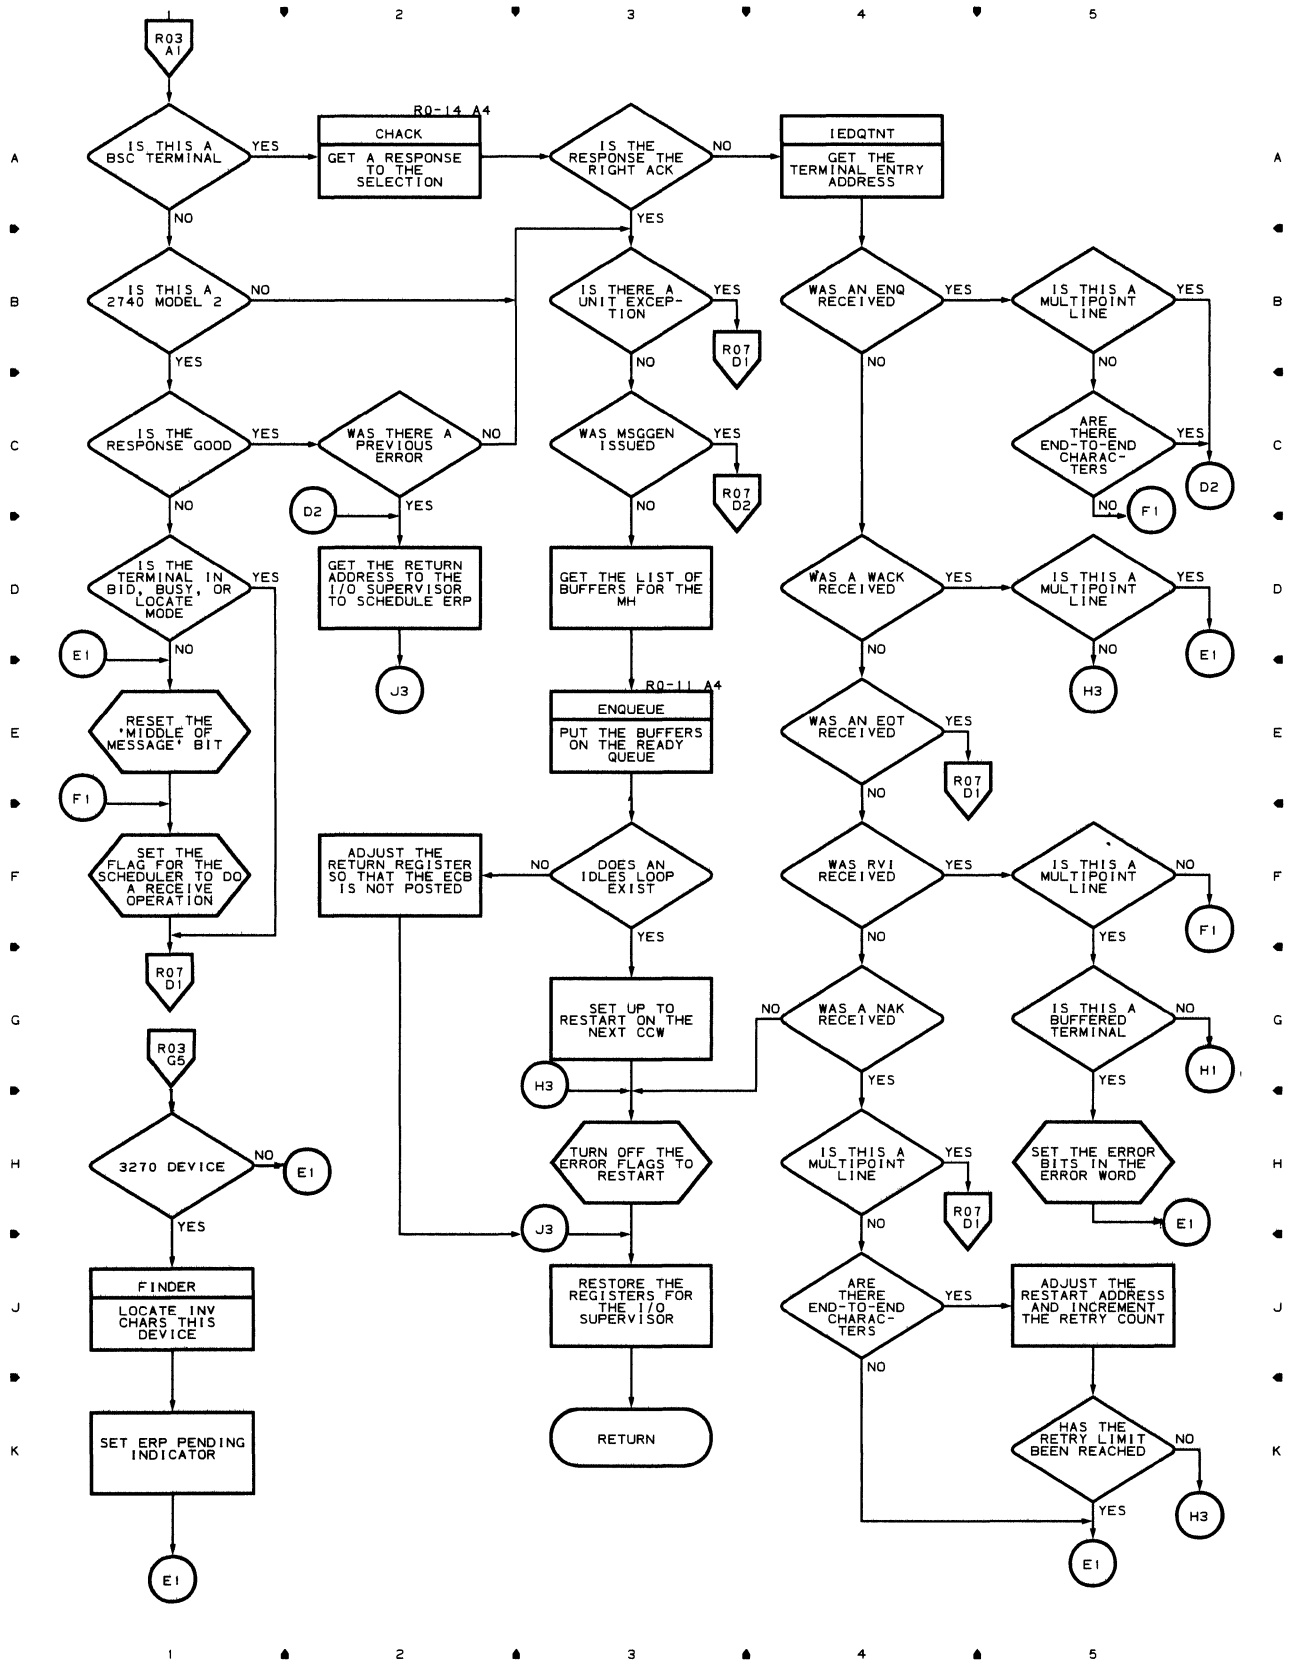 2
3
4
5
R03
A1
R0-14 A4
A
IS THIS A
BSC TERMINAL
YES
CHACK
GET A RESPONSE
TO THE
SELECTION
IS THE
RESPONSE THE
RIGHT ACK
NO
IEDQTNT
GET THE
TERMINAL ENTRY
ADDRESS
A
NO
YES
B
IS THIS A
2740 MODEL 2
NO
IS THERE A
UNIT EXCEP-
TION
YES
R07
D1
WAS AN ENQ
RECEIVED
YES
IS THIS A
MULTIPOINT
LINE
YES
B
YES
NO
NO
NO
C
IS THE
RESPONSE GOOD
YES
WAS THERE A
PREVIOUS
ERROR
NO
WAS MSGGEN
ISSUED
YES
R07
D2
ARE
THERE
END-TO-END
CHARAC-
TERS
YES
D2
C
NO
D2
YES
NO
NO
F1
D
IS THE
TERMINAL IN
BID, BUSY, OR
LOCATE
MODE
YES
GET THE RETURN
ADDRESS TO THE
I/O SUPERVISOR
TO SCHEDULE ERP
GET THE LIST OF
BUFFERS FOR THE
MH
WAS A WACK
RECEIVED
YES
IS THIS A
MULTIPOINT
LINE
YES
E1
D
E1
NO
J3
NO
NO
H3
R0-11 A4
E
RESET THE
'MIDDLE OF
MESSAGE' BIT
ENQUEUE
PUT THE BUFFERS
ON THE READY
QUEUE
WAS AN EOT
RECEIVED
YES
R07
D1
E
F1
NO
F
SET THE
FLAG FOR THE
SCHEDULER TO DO
A RECEIVE
OPERATION
ADJUST THE
RETURN REGISTER
SO THAT THE ECB
IS NOT POSTED
NO
DOES AN
IDLES LOOP
EXIST
WAS RVI
RECEIVED
YES
IS THIS A
MULTIPOINT
LINE
NO
F1
F
YES
NO
YES
R07
D1
G
SET UP TO
RESTART ON THE
NEXT CCW
NO
WAS A NAK
RECEIVED
IS THIS A
BUFFERED
TERMINAL
NO
H1
G
R03
G5
H3
YES
YES
H
3270 DEVICE
NO
E1
TURN OFF THE
ERROR FLAGS TO
RESTART
IS THIS A
MULTIPOINT
LINE
YES
R07
D1
SET THE ERROR
BITS IN THE
ERROR WORD
H
YES
J3
NO
E1
J
FINDER
LOCATE INV
CHARS THIS
DEVICE
RESTORE THE
REGISTERS FOR
THE I/O
SUPERVISOR
ARE
THERE
END-TO-END
CHARAC-
TERS
YES
ADJUST THE
RESTART ADDRESS
AND INCREMENT
THE RETRY COUNT
J
NO
K
SET ERP PENDING
INDICATOR
RETURN
HAS THE
RETRY LIMIT
BEEN REACHED
NO
H3
K
YES
E1
E1
1
2
3
4
5